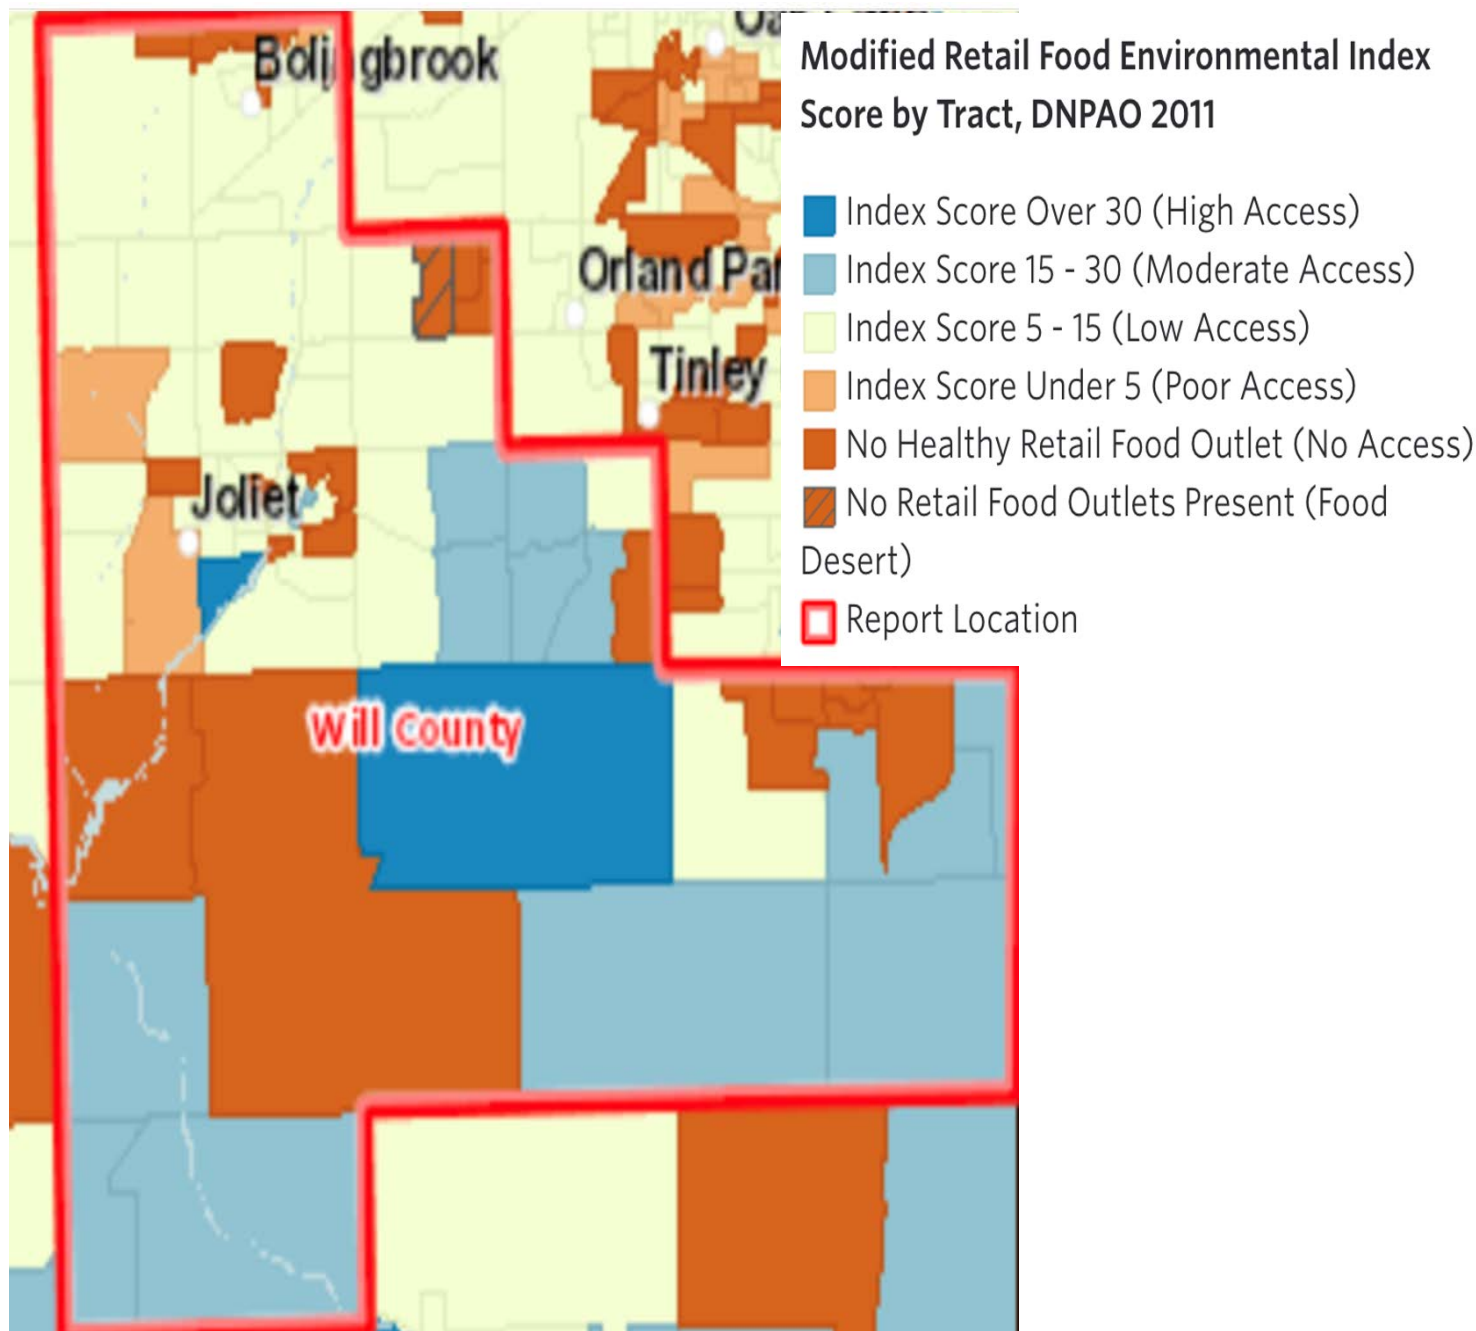 Bolingbrook
Modified Retail Food Environmental Index
Score by Tract, DNPAO 2011
Index Score Over 30 (High Access)
Index Score 15 - 30 (Moderate Access)
Orland Par
Index Score 5 - 15 (Low Access)
Tinley
Index Score Under 5 (Poor Access)
No Healthy Retail Food Outlet (No Access)
Joliet
No Retail Food Outlets Present (Food
Desert)
Report Location
Will County